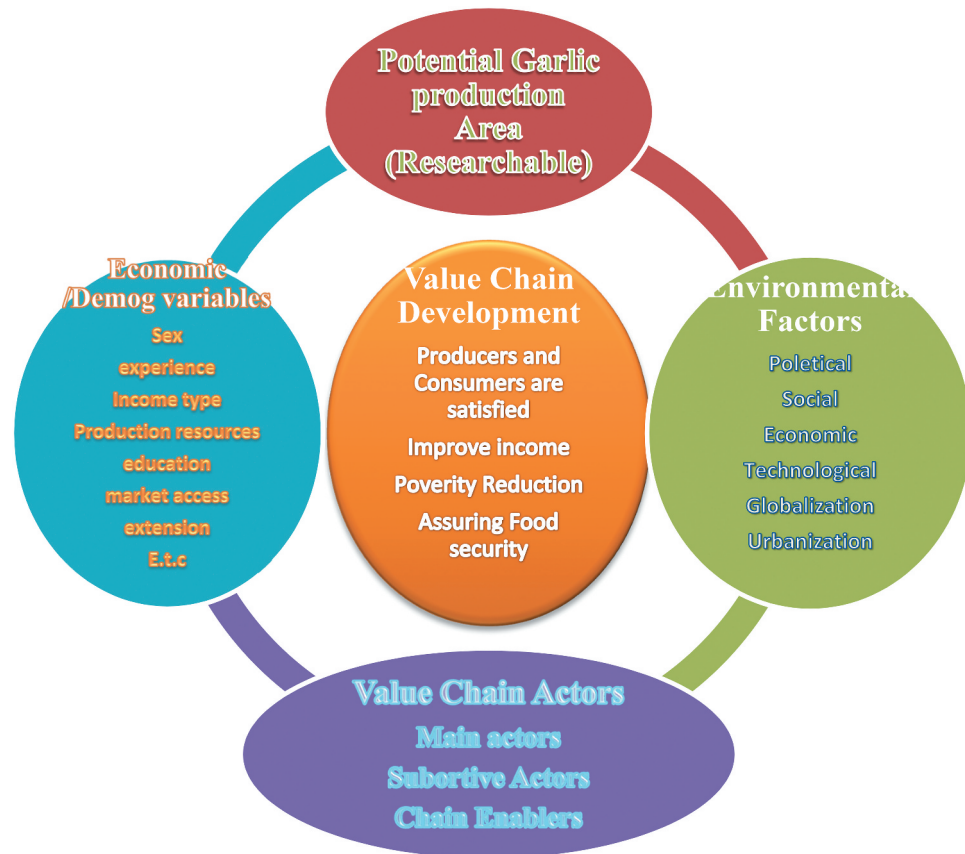 Potential Garlic
production
Area
(Researchable)
Economic
/Demog variables
Sex
experience
Income type
Production resources
education
market access
extension
E.t.c
Value Chain
Development
Producers and
Consumers are
satisfied
Improve income
Poverity Reduction
Assuring Food
security
Environmental
Factors
Poletical
Social
Economic
Technological
Globalization
Urbanization
Value Chain Actors
Main actors
Subortive Actors
Chain Enablers